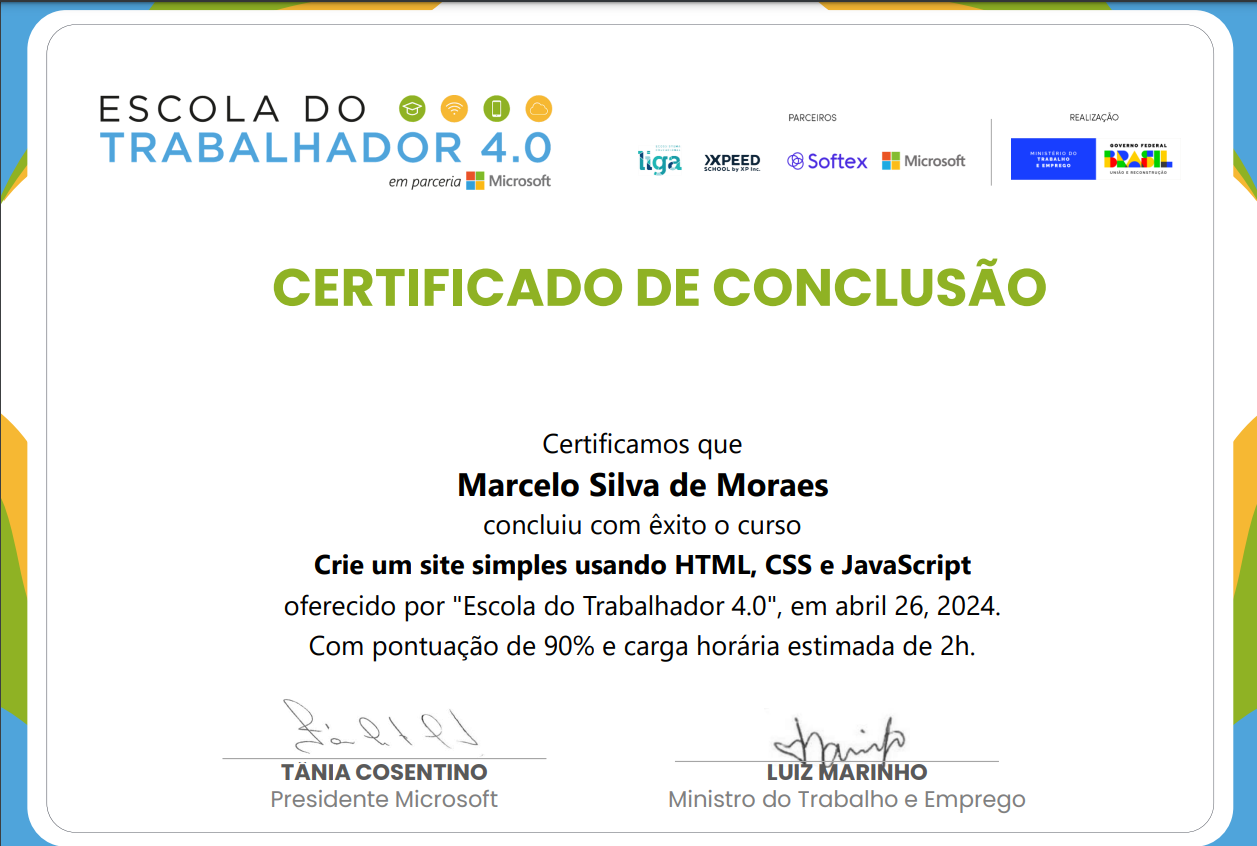 ESCOLA DO
TRABALHADOR 4.0
em parceria Microsoft
PARCEIROS
liga
XPEED
SCHOOL by XP Inc.
Softex
Microsoft
REALIZAÇÃO
MINISTÉRIO DO
TRABALHO
E EMPREGO
GOVERNO FEDERAL
BRASIL
UNIÃO E RECONSTRUÇÃO
CERTIFICADO DE CONCLUSÃO
Certificamos que
Marcelo Silva de Moraes
concluiu com êxito o curso
Crie um site simples usando HTML, CSS e JavaScript
oferecido por "Escola do Trabalhador 4.0", em abril 26, 2024.
Com pontuação de 90% e carga horária estimada de 2h.
TÂNIA COSENTINO
Presidente Microsoft
LUIZ MARINHO
Ministro do Trabalho e Emprego